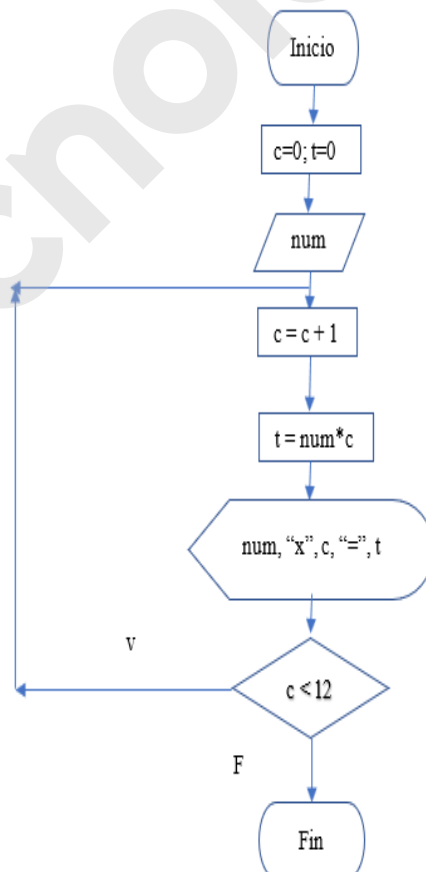 Inicio
c=0; t=0
num
c = c + 1
t = num*c
num, “x”, c, “=”, t
v
c < 12
F
Fin